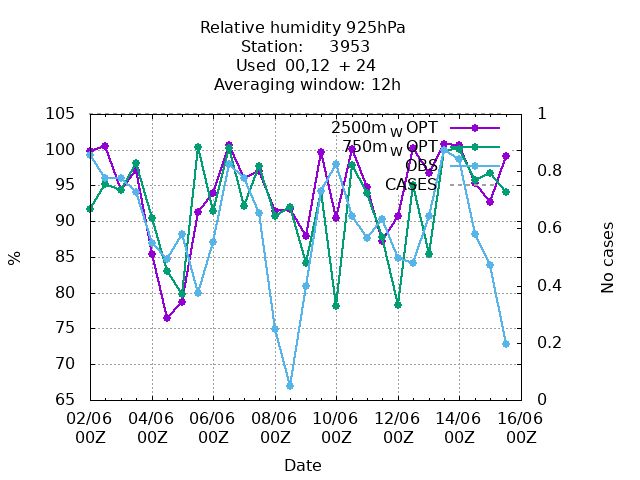 Relative humidity 925hPa
Station: 3953
Used 00,12 + 24
Averaging window: 12h
105
100
95
90
85
80
75
70
65
%
1
0.8
0.6
0.4
0.2
0
No cases
2500m W OPT
750m W OPT
OBS
CASES
02/06 04/06 06/06 08/06 10/06 12/06 14/06 16/06
00Z 00Z 00Z 00Z 00Z 00Z 00Z 00Z
Date